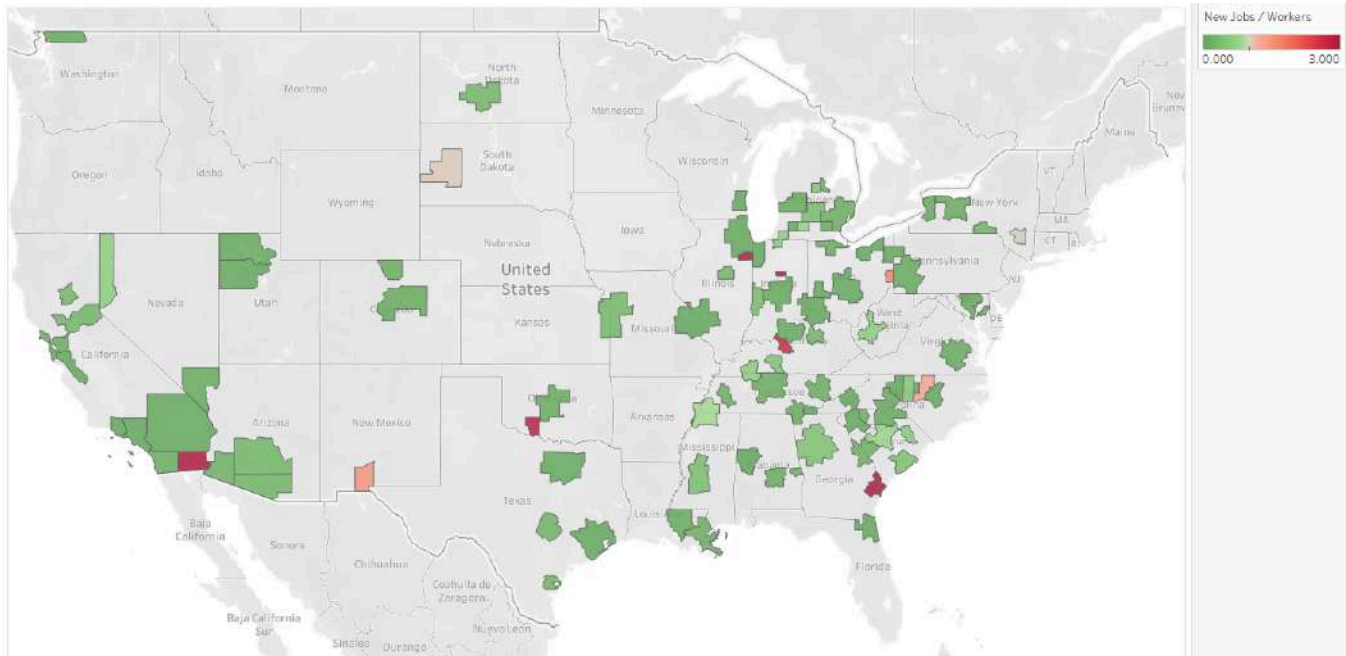 New Jobs / Workers
0.000 3.000
Washington
North
Dakota
Montana
Minnesota
Maine
South
Dakota
Wisconsin
VT
Oregon
Idaho
New York
Wyoming
MA
Iowa
CT
Nebraska
United
States
Pennsylvania
Nevada
Utah
Illinois
NJ
Kansas
Missouri
West
DE
California
Arizona
New Mexico
Arkansas
Mississippi
Georgia
Texas
Baja
California
Sonora
Chihuahua
Florida
Coahuila de
Zaragoza
Baja California
Sur
Nuevo León
Sinaloa
Durango